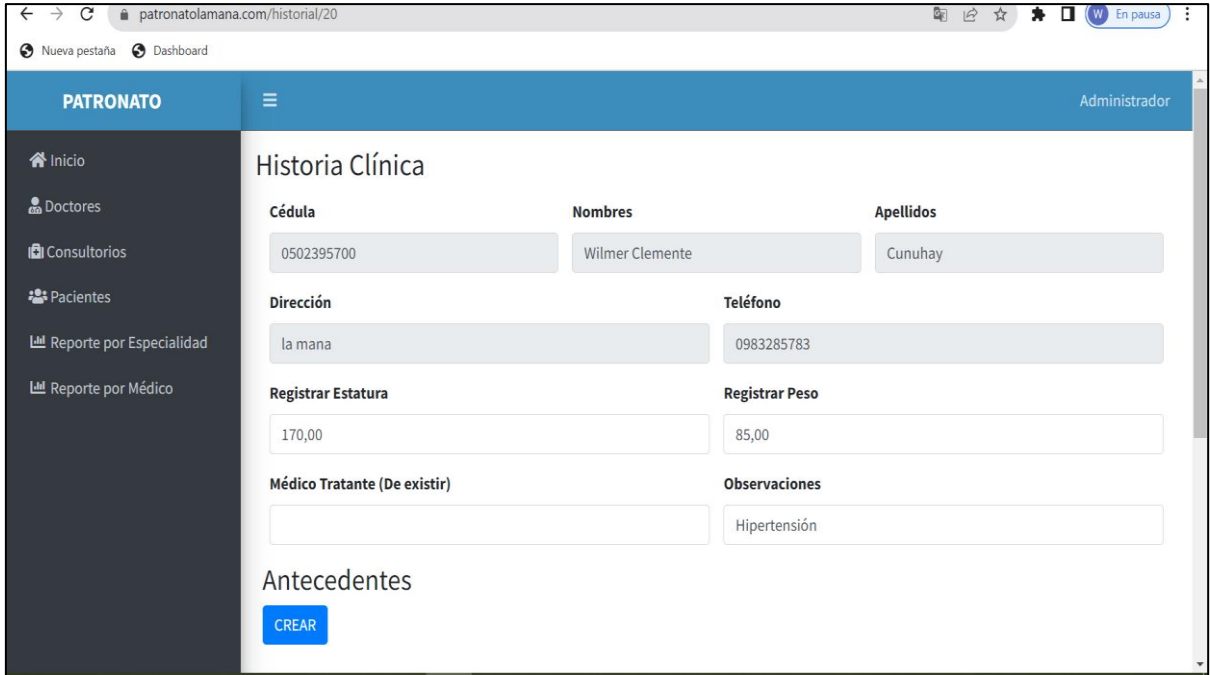 patronatolamana.com/historial/20
W En pausa
Nueva pestaña Dashboard
PATRONATO
Administrador
Inicio
Doctores
Consultorios
Pacientes
Reporte por Especialidad
Reporte por Médico
Historia Clínica
Cédula Nombres Apellidos
0502395700 Wilmer Clemente Cunuhay
Dirección Teléfono
la mana 0983285783
Registrar Estatura Registrar Peso
170,00 85,00
Médico Tratante (De existir) Observaciones
Hipertensión
Antecedentes
CREAR